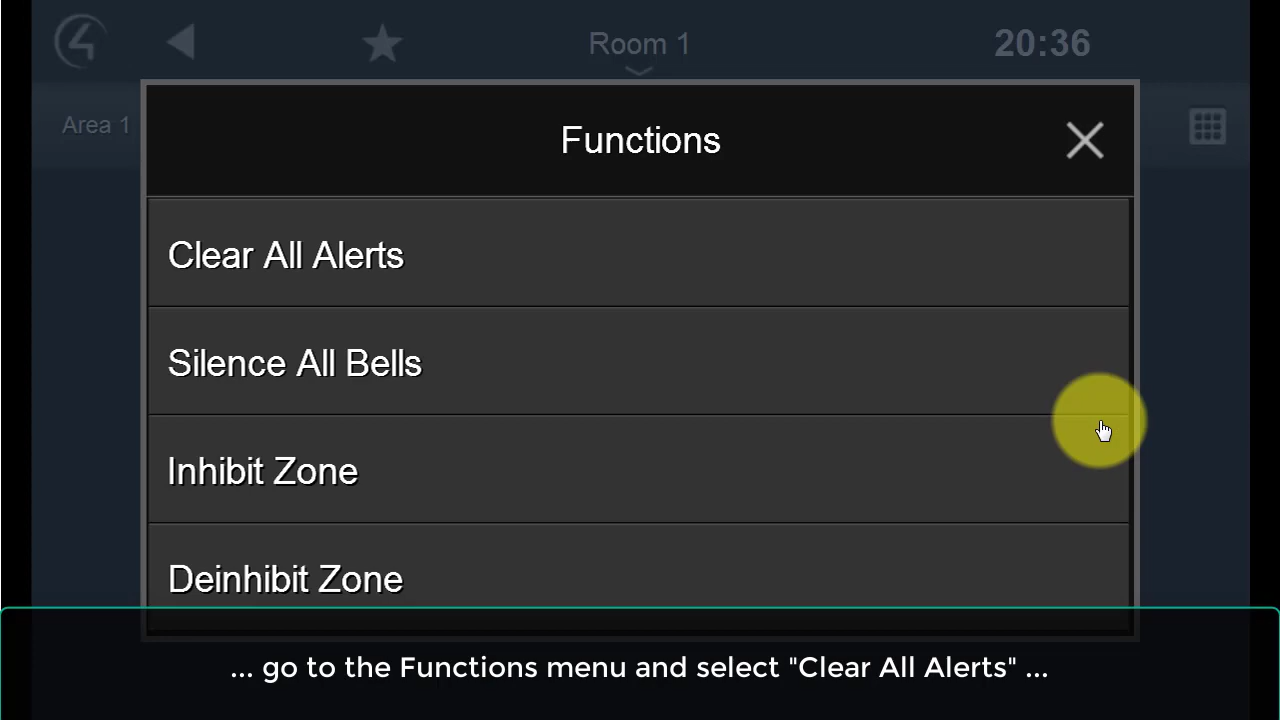 Room 1
20:36
Area 1
Functions
Clear All Alerts
Silence All Bells
Inhibit Zone
Deinhibit Zone
... go to the Functions menu and select "Clear All Alerts" ...